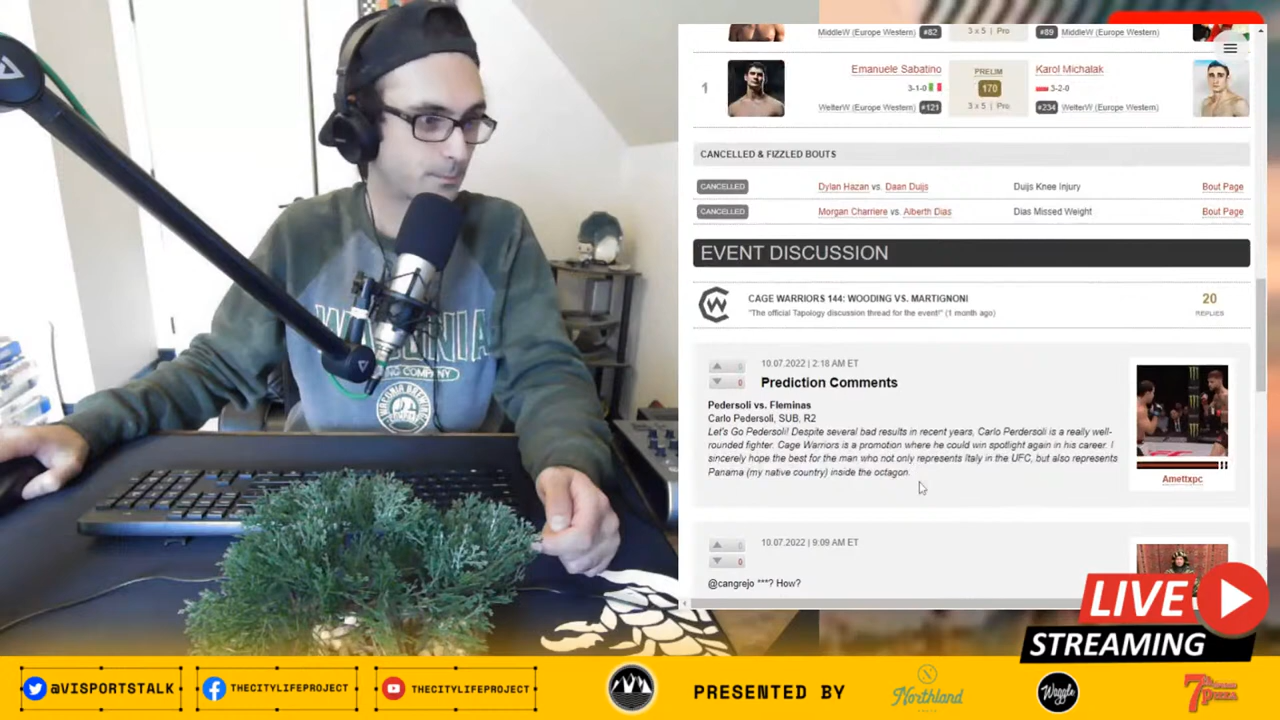 MiddleW (Europe Western) #82
3 x 5 | Pro
#89 MiddleW (Europe Western)
1
Emanuele Sabatino
3-1-0
WelterW (Europe Western) #121
PRELIM
170
3 x 5 | Pro
Karol Michalak
3-2-0
#234 WelterW (Europe Western)
CANCELLED & FIZZLED BOUTS
CANCELLED Dylan Hazan vs. Daan Duijs Duijs Knee Injury Bout Page
CANCELLED Morgan Charriere vs. Alberth Dias Dias Missed Weight Bout Page
EVENT DISCUSSION
CAGE WARRIORS 144: WOODING VS. MARTIGNONI
"The official Tapology discussion thread for the event!" (1 month ago)
20
REPLIES
10.07.2022 | 2:18 AM ET
Prediction Comments
0
Pedersoli vs. Fleminas
Carlo Pedersoli, SUB, R2
Let's Go Pedersoli! Despite several bad results in recent years, Carlo Perdersoli is a really well-
rounded fighter. Cage Warriors is a promotion where he could win spotlight again in his career. I
sincerely hope the best for the man who not only represents Italy in the UFC, but also represents
Panama (my native country) inside the octagon.
Amettxpc
10.07.2022 | 9:09 AM ET
0
@cangrejo ***? How?
COMPANY
LIVE
STREAMING
@VISPORTSTALK
THECITYLIFEPROJECT
THECITYLIFEPROJECT
PRESENTED BY
Northland
Waggle
PIZZA